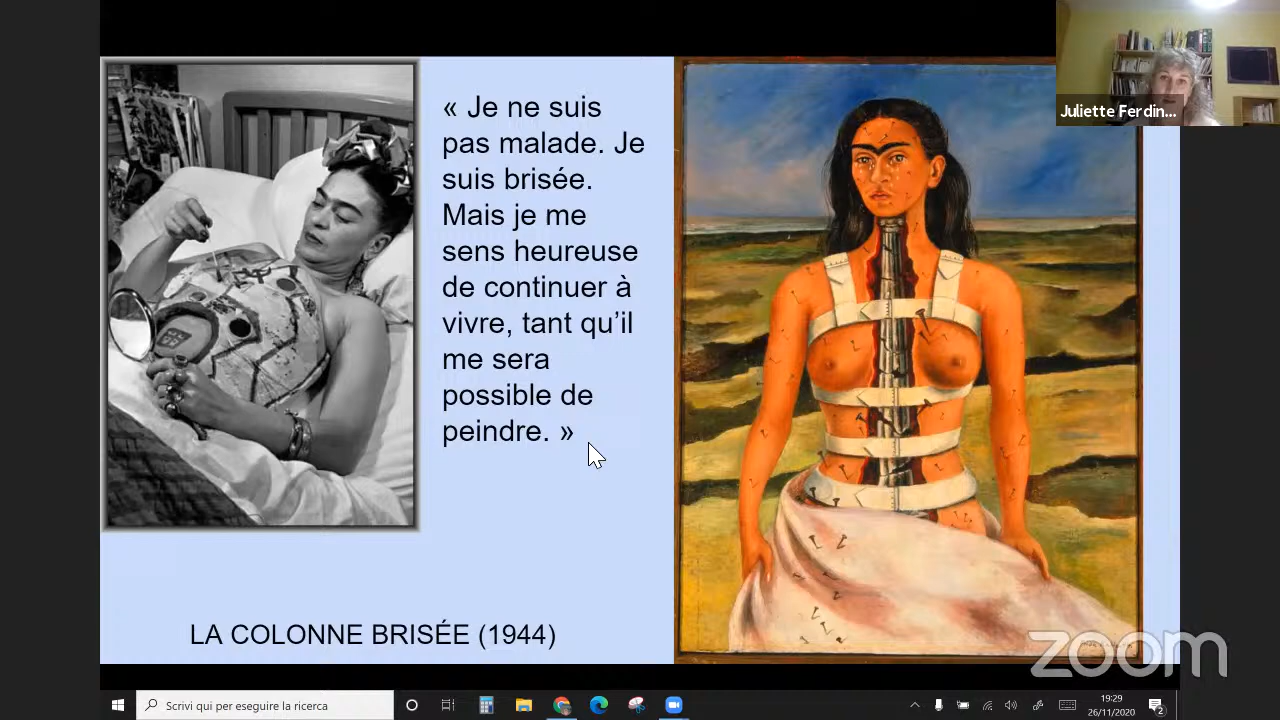 Juliette Ferdin...
« Je ne suis
pas malade. Je
suis brisée.
Mais je me
sens heureuse
de continuer à
vivre, tant qu’il
me sera
possible de
peindre. »
LA COLONNE BRISÉE (1944)
zoom
Scrivi qui per eseguire la ricerca
19:29
26/11/2020
2